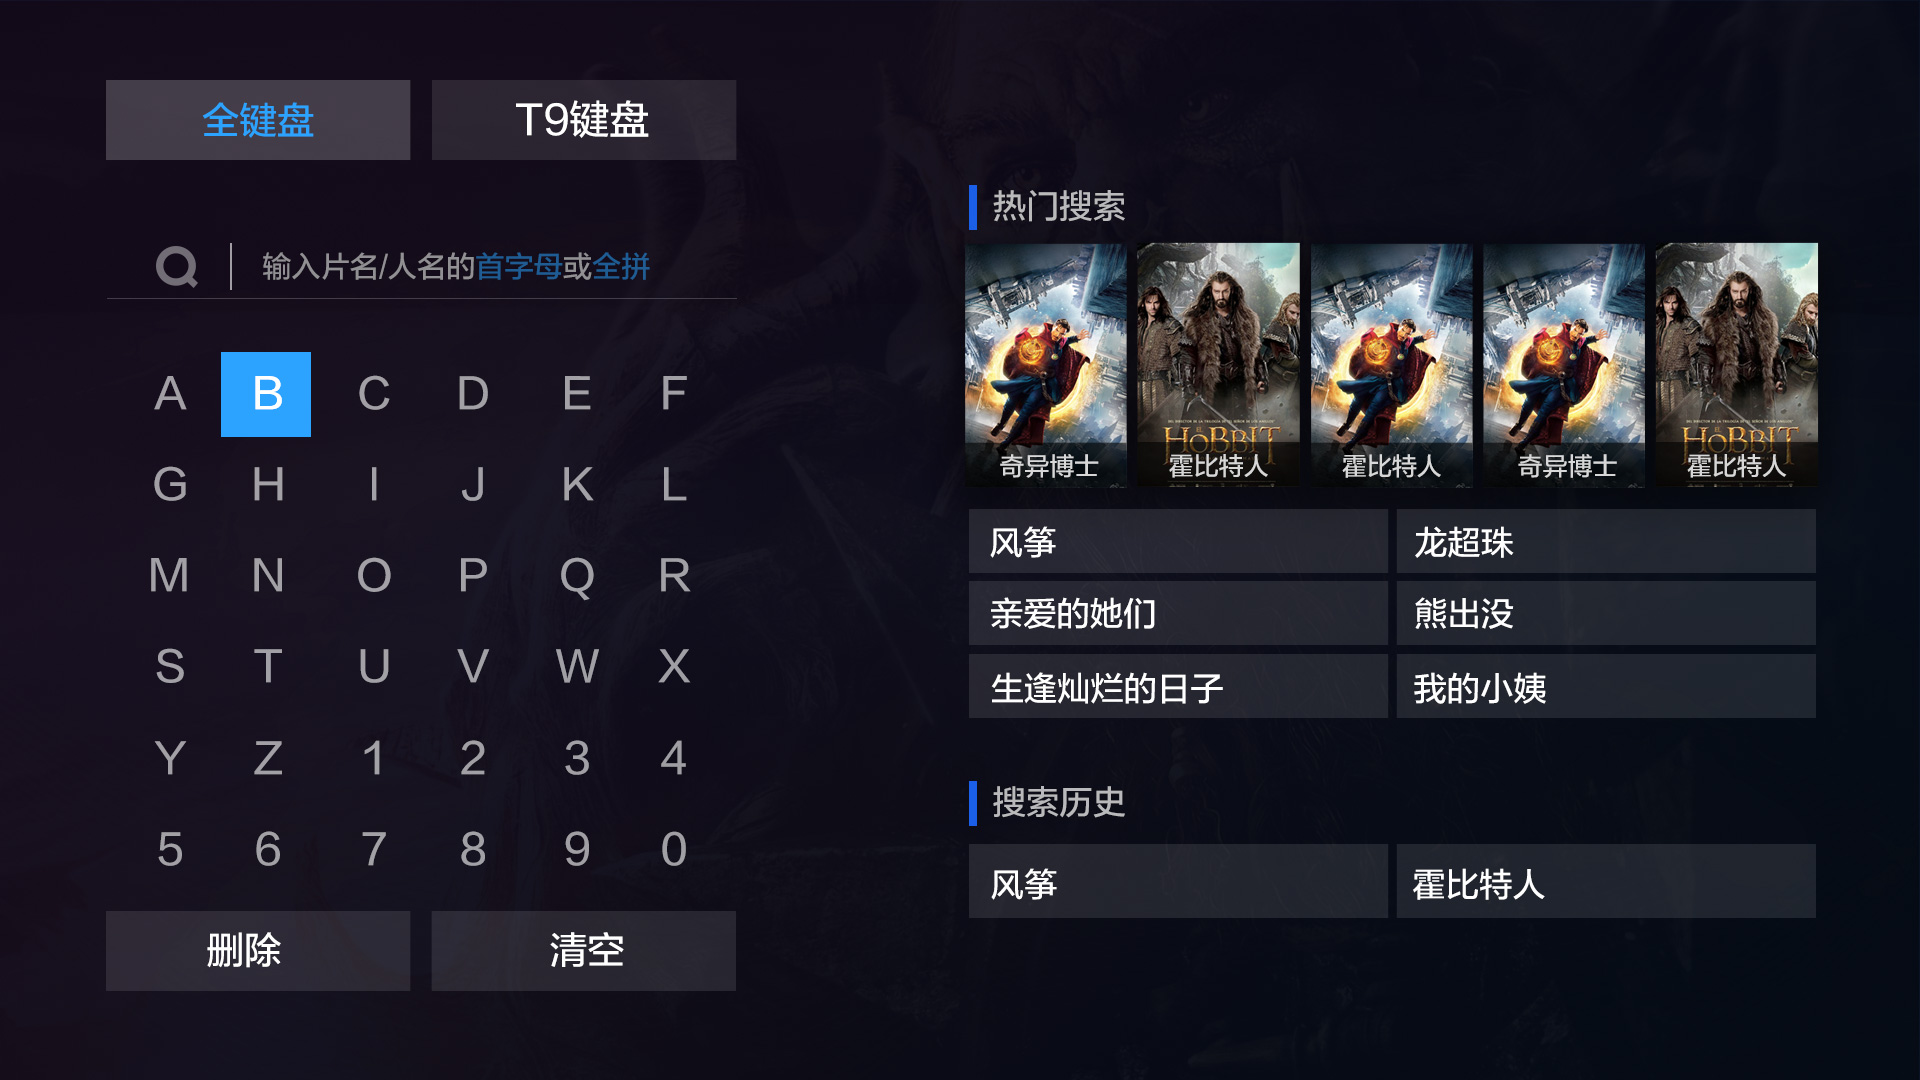 全键盘
T9键盘
输入片名/人名的首字母或全拼
A B C D E F
G H I J K L
M N O P Q R
S T U V W X
Y Z 1 2 3 4
5 6 7 8 9 0
删除
清空
热门搜索
奇异博士
HOBBIT
霍比特人
霍比特人
奇异博士
HOBBIT
霍比特人
风筝
龙超珠
亲爱的她们
熊出没
生逢灿烂的日子
我的小姨
搜索历史
风筝
霍比特人